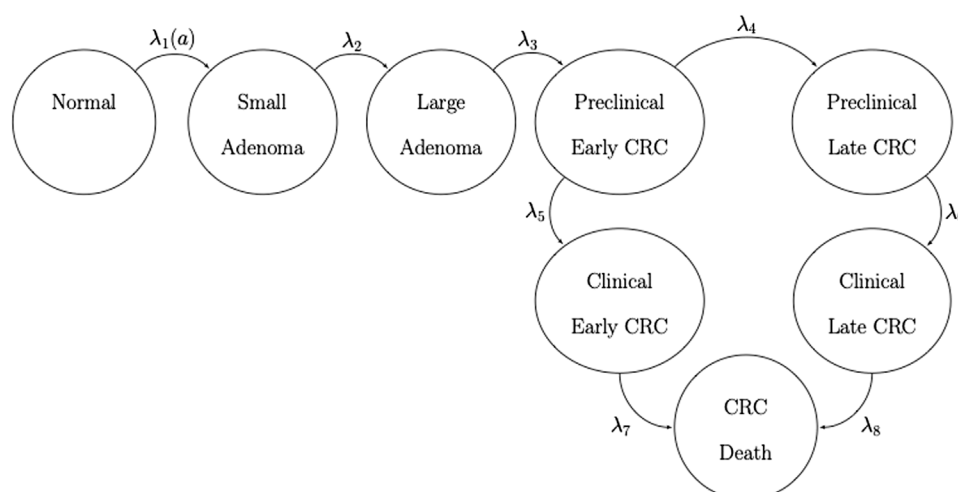 λ₁(a)
λ₂
λ₃
λ₄
Normal
Small
Adenoma
Large
Adenoma
Preclinical
Early CRC
Preclinical
Late CRC
λ₅
λ
Clinical
Early CRC
Clinical
Late CRC
λ₇
λ₈
CRC
Death